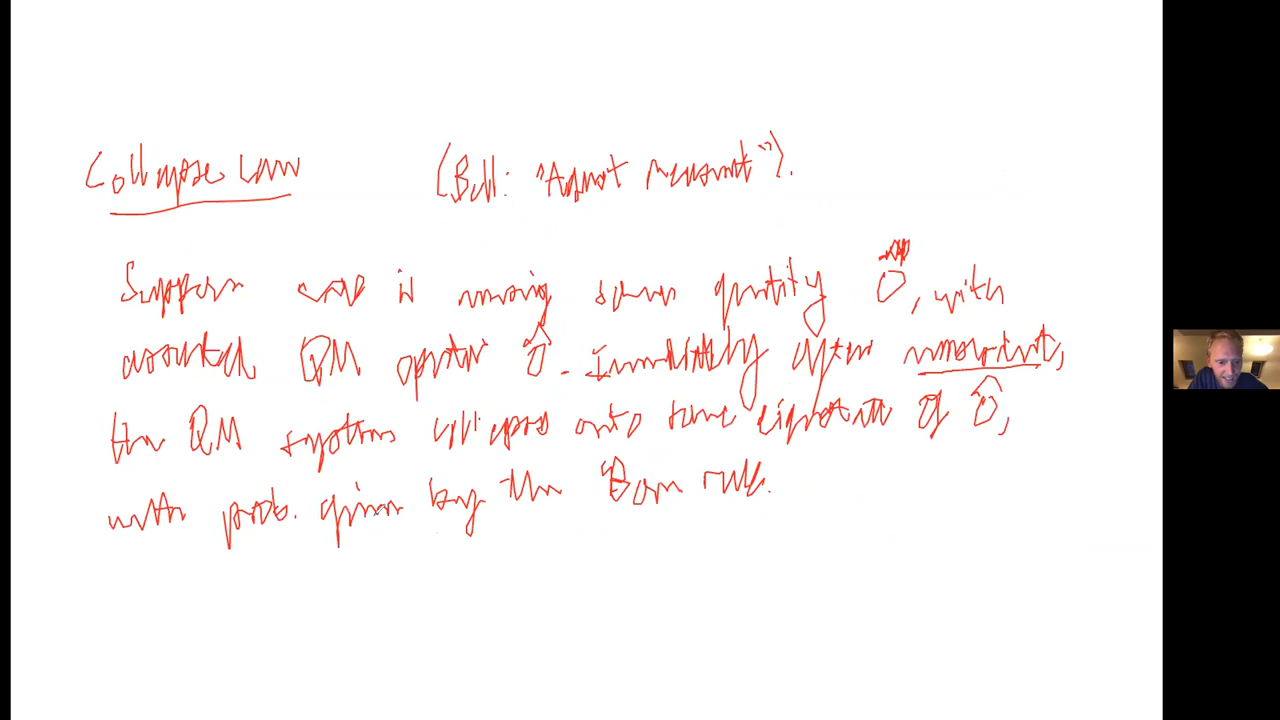 Collapse Law (Bell: "Against Measurement").
Suppose one is measuring some quantity O, with
associated QM operator Ô. Immediately after measurement,
the QM system collapses onto some eigenstate of Ô,
with prob. given by the Born rule.